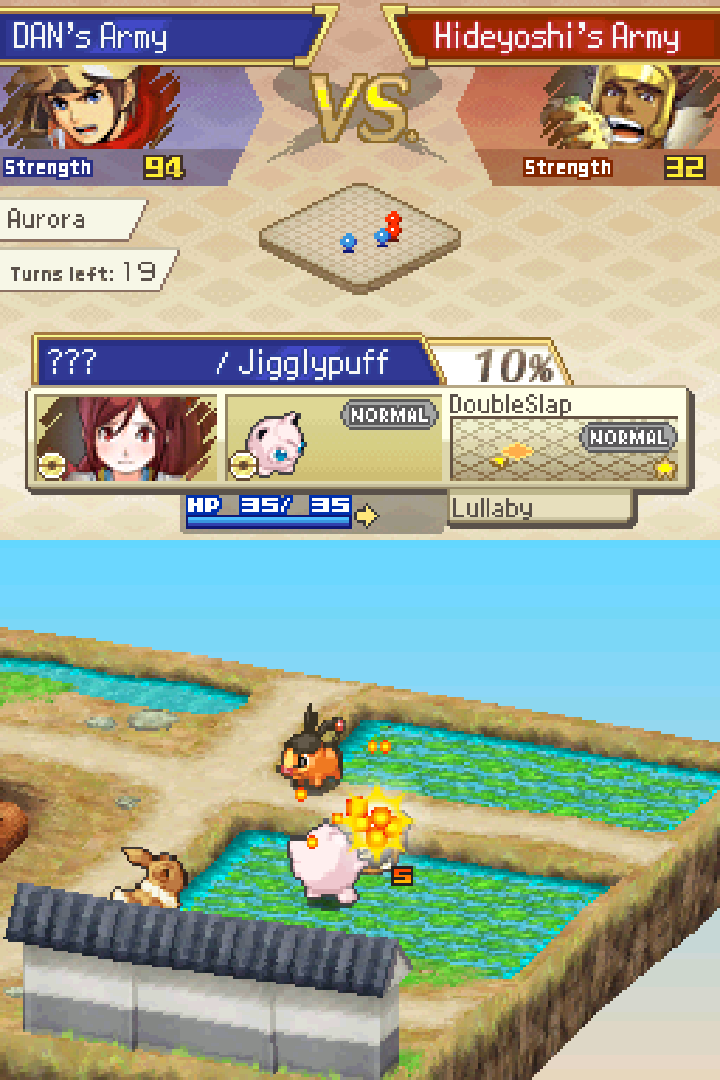 DAN's Army
Hideyoshi's Army
VS.
Strength 94
Strength 32
Aurora
Turns left: 19
??? / Jigglypuff
10%
NORMAL
DoubleSlap
NORMAL
HP 35/ 35
Lullaby
5